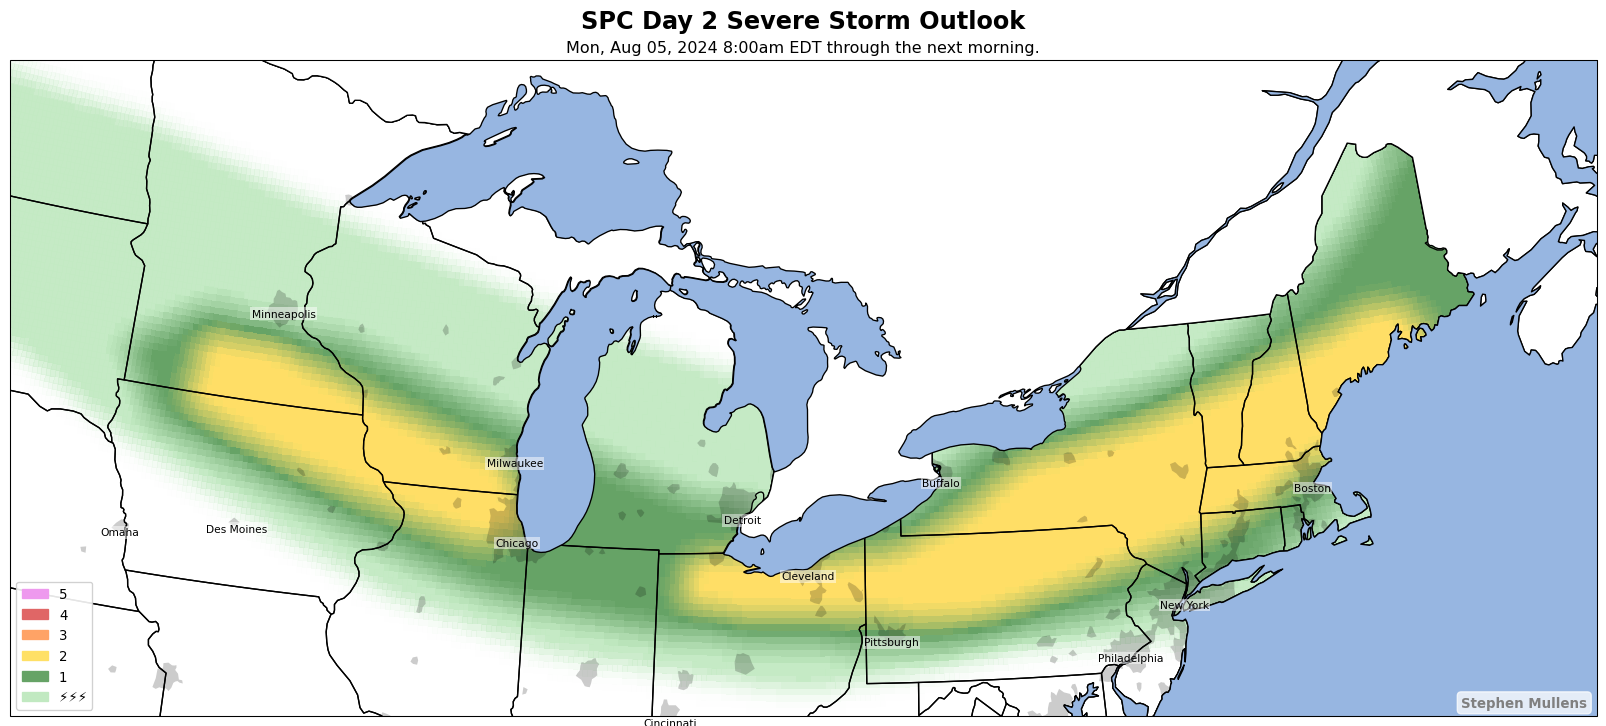 SPC Day 2 Severe Storm Outlook
Mon, Aug 05, 2024 8:00am EDT through the next morning.
Minneapolis
Milwaukee
Buffalo
Boston
Detroit
Omaha
Des Moines
Chicago
Cleveland
New York
Pittsburgh
Philadelphia
Cincinnati
5
4
3
2
1
⚡⚡⚡
Stephen Mullens